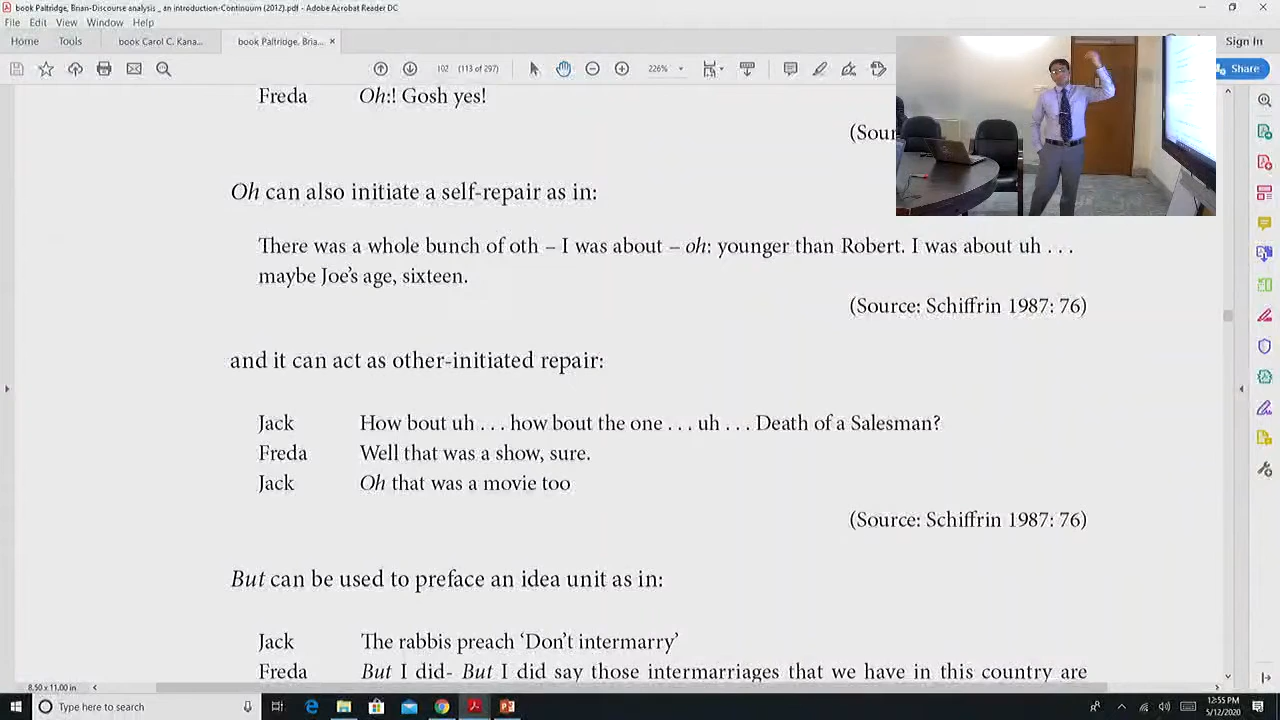 book Paltridge, Brian-Discourse analysis _ an introduction-Continuum (2012).pdf - Adobe Acrobat Reader DC
File Edit View Window Help
Home Tools book Carol C. Kana... book Paltridge, Bria... × Sign In
102 (113 of 297) 226% Share
Freda Oh:! Gosh yes!
(Sour
Oh can also initiate a self-repair as in:
There was a whole bunch of oth – I was about – oh: younger than Robert. I was about uh . . .
maybe Joe's age, sixteen.
(Source: Schiffrin 1987: 76)
and it can act as other-initiated repair:
Jack How bout uh . . . how bout the one . . . uh . . . Death of a Salesman?
Freda Well that was a show, sure.
Jack Oh that was a movie too
(Source: Schiffrin 1987: 76)
But can be used to preface an idea unit as in:
Jack The rabbis preach 'Don't intermarry'
Freda But I did- But I did say those intermarriages that we have in this country are
8.50 x 11.00 in
Type here to search
12:55 PM
5/12/2020